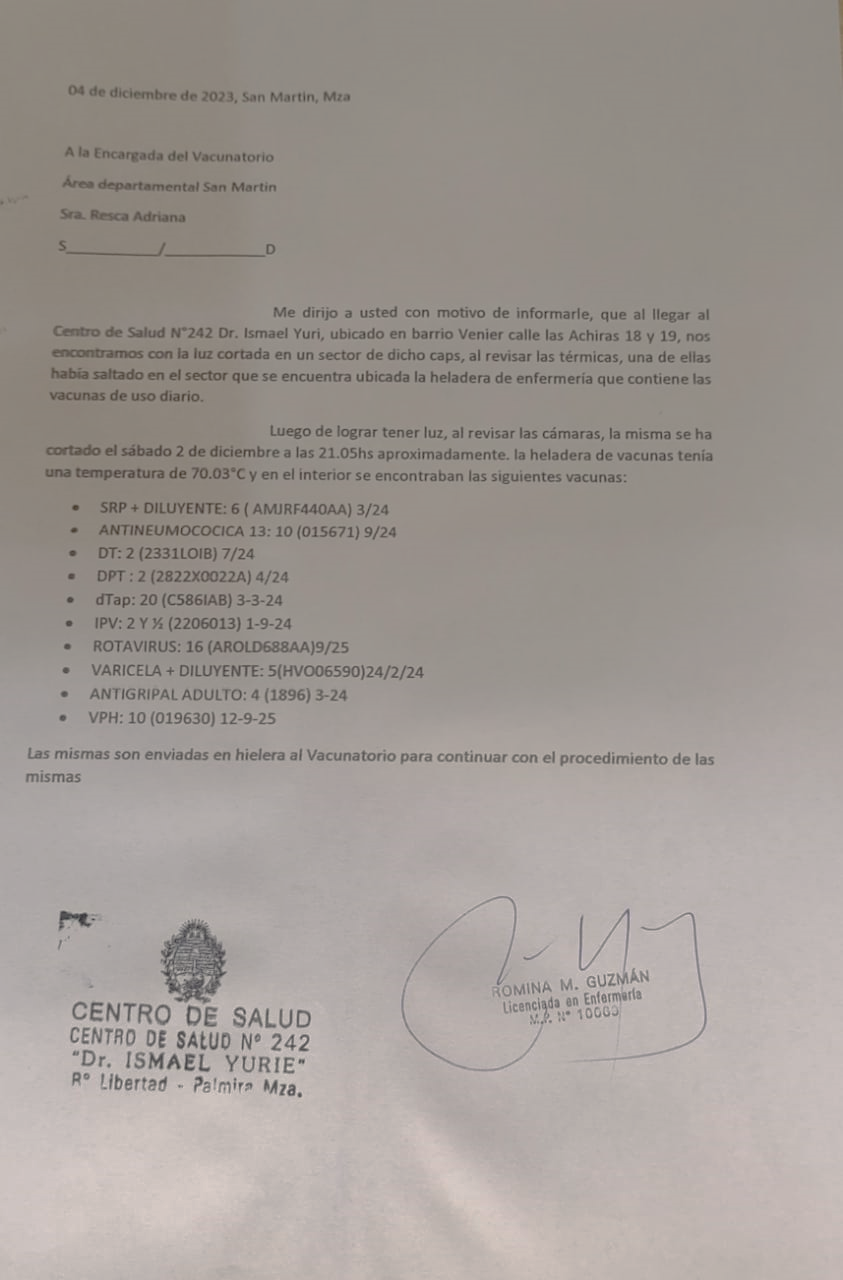 04 de diciembre de 2023, San Martin, Mza
A la Encargada del Vacunatorio
Área departamental San Martin
Sra. Resca Adriana
S____________/_____________D
Me dirijo a usted con motivo de informarle, que al llegar al
Centro de Salud N°242 Dr. Ismael Yuri, ubicado en barrio Venier calle las Achiras 18 y 19, nos
encontramos con la luz cortada en un sector de dicho caps, al revisar las térmicas, una de ellas
había saltado en el sector que se encuentra ubicada la heladera de enfermería que contiene las
vacunas de uso diario.
Luego de lograr tener luz, al revisar las cámaras, la misma se ha
cortado el sábado 2 de diciembre a las 21.05hs aproximadamente. la heladera de vacunas tenía
una temperatura de 70.03°C y en el interior se encontraban las siguientes vacunas:
• SRP + DILUYENTE: 6 ( AMJRF440AA) 3/24
• ANTINEUMOCOCICA 13: 10 (015671) 9/24
• DT: 2 (2331LOIB) 7/24
• DPT : 2 (2822X0022A) 4/24
• dTap: 20 (C586IAB) 3-3-24
• IPV: 2 Y ½ (2206013) 1-9-24
• ROTAVIRUS: 16 (AROLD688AA)9/25
• VARICELA + DILUYENTE: 5(HVO06590)24/2/24
• ANTIGRIPAL ADULTO: 4 (1896) 3-24
• VPH: 10 (019630) 12-9-25
Las mismas son enviadas en hielera al Vacunatorio para continuar con el procedimiento de las
mismas
CENTRO DE SALUD
CENTRO DE SALUD Nº 242
"Dr. ISMAEL YURIE"
Rº Libertad - Palmira Mza.
ROMINA M. GUZMÁN
Licenciada en Enfermería
M.P. Nº